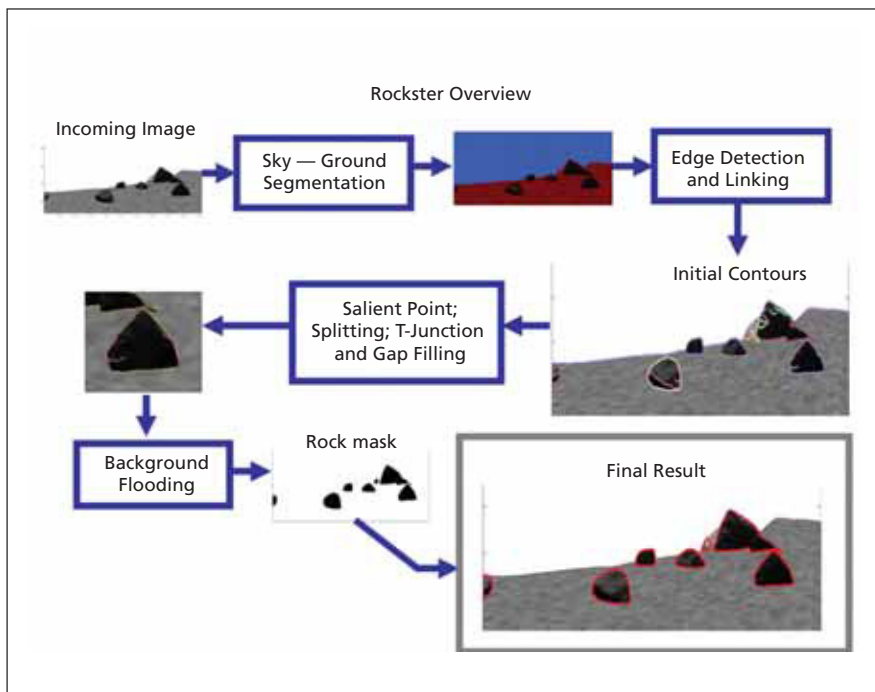 Rockster Overview
Incoming Image
Sky — Ground
Segmentation
Edge Detection
and Linking
Initial Contours
Salient Point;
Splitting; T-Junction
and Gap Filling
Background
Flooding
Rock mask
Final Result